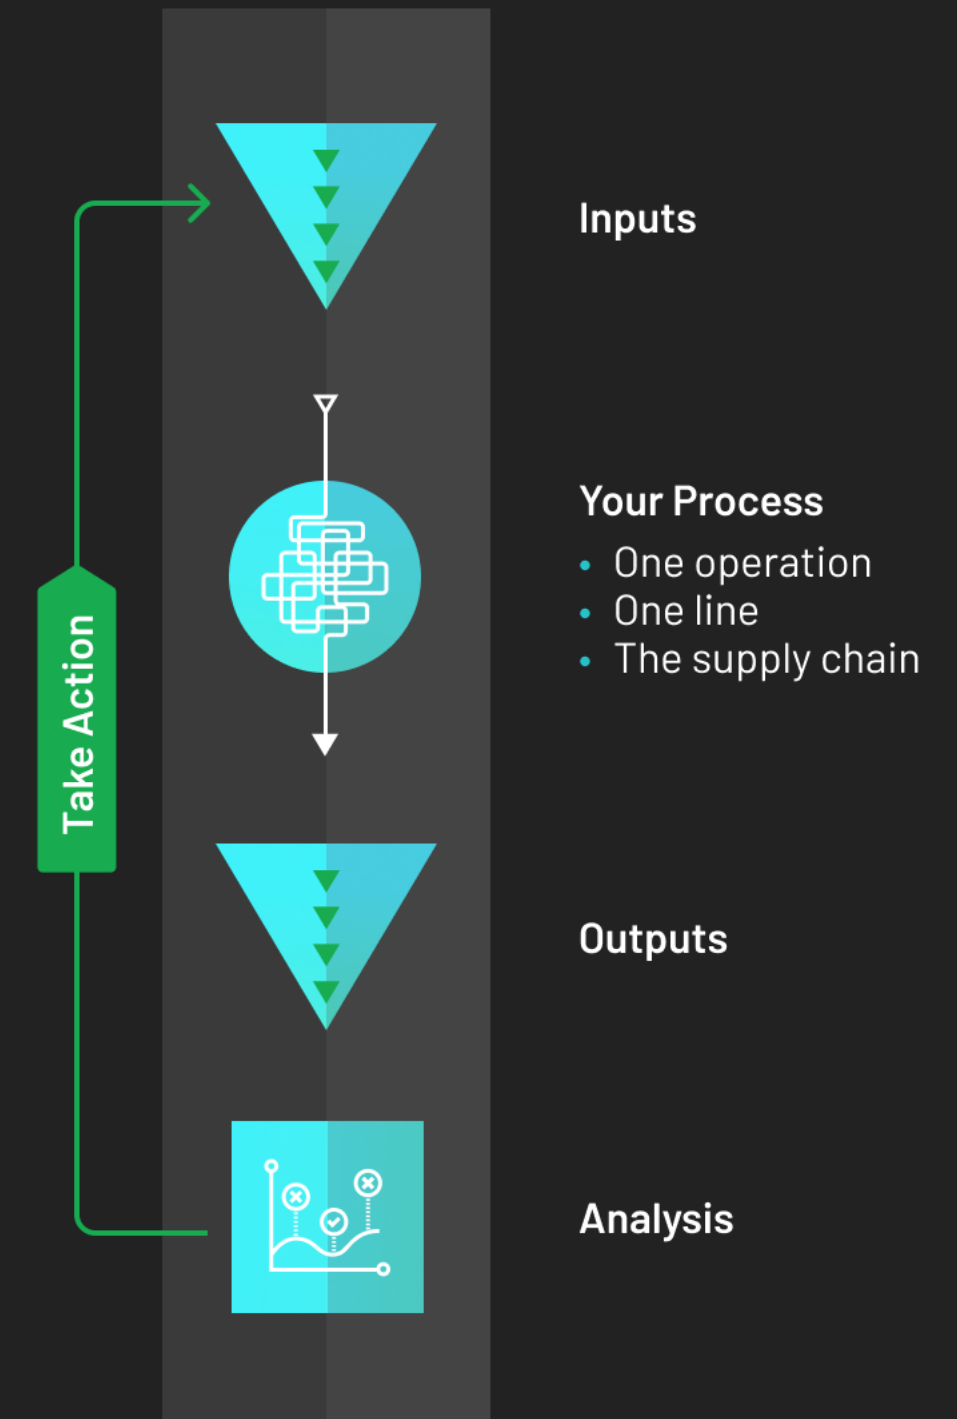 Inputs
Your Process
• One operation
• One line
• The supply chain
Take Action
Outputs
Analysis